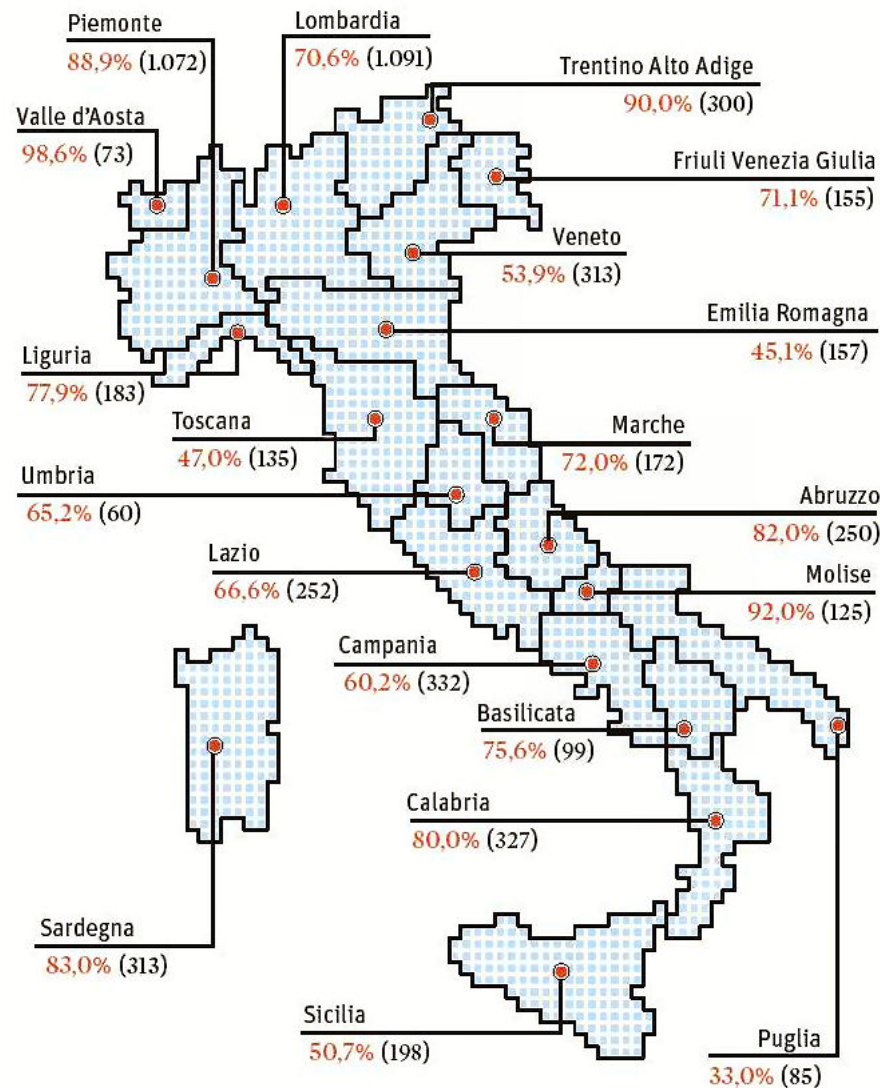 Piemonte
88,9% (1.072)
Lombardia
70,6% (1.091)
Trentino Alto Adige
90,0% (300)
Valle d'Aosta
98,6% (73)
Friuli Venezia Giulia
71,1% (155)
Veneto
53,9% (313)
Emilia Romagna
45,1% (157)
Liguria
77,9% (183)
Toscana
47,0% (135)
Marche
72,0% (172)
Umbria
65,2% (60)
Abruzzo
82,0% (250)
Lazio
66,6% (252)
Molise
92,0% (125)
Campania
60,2% (332)
Basilicata
75,6% (99)
Calabria
80,0% (327)
Sardegna
83,0% (313)
Sicilia
50,7% (198)
Puglia
33,0% (85)